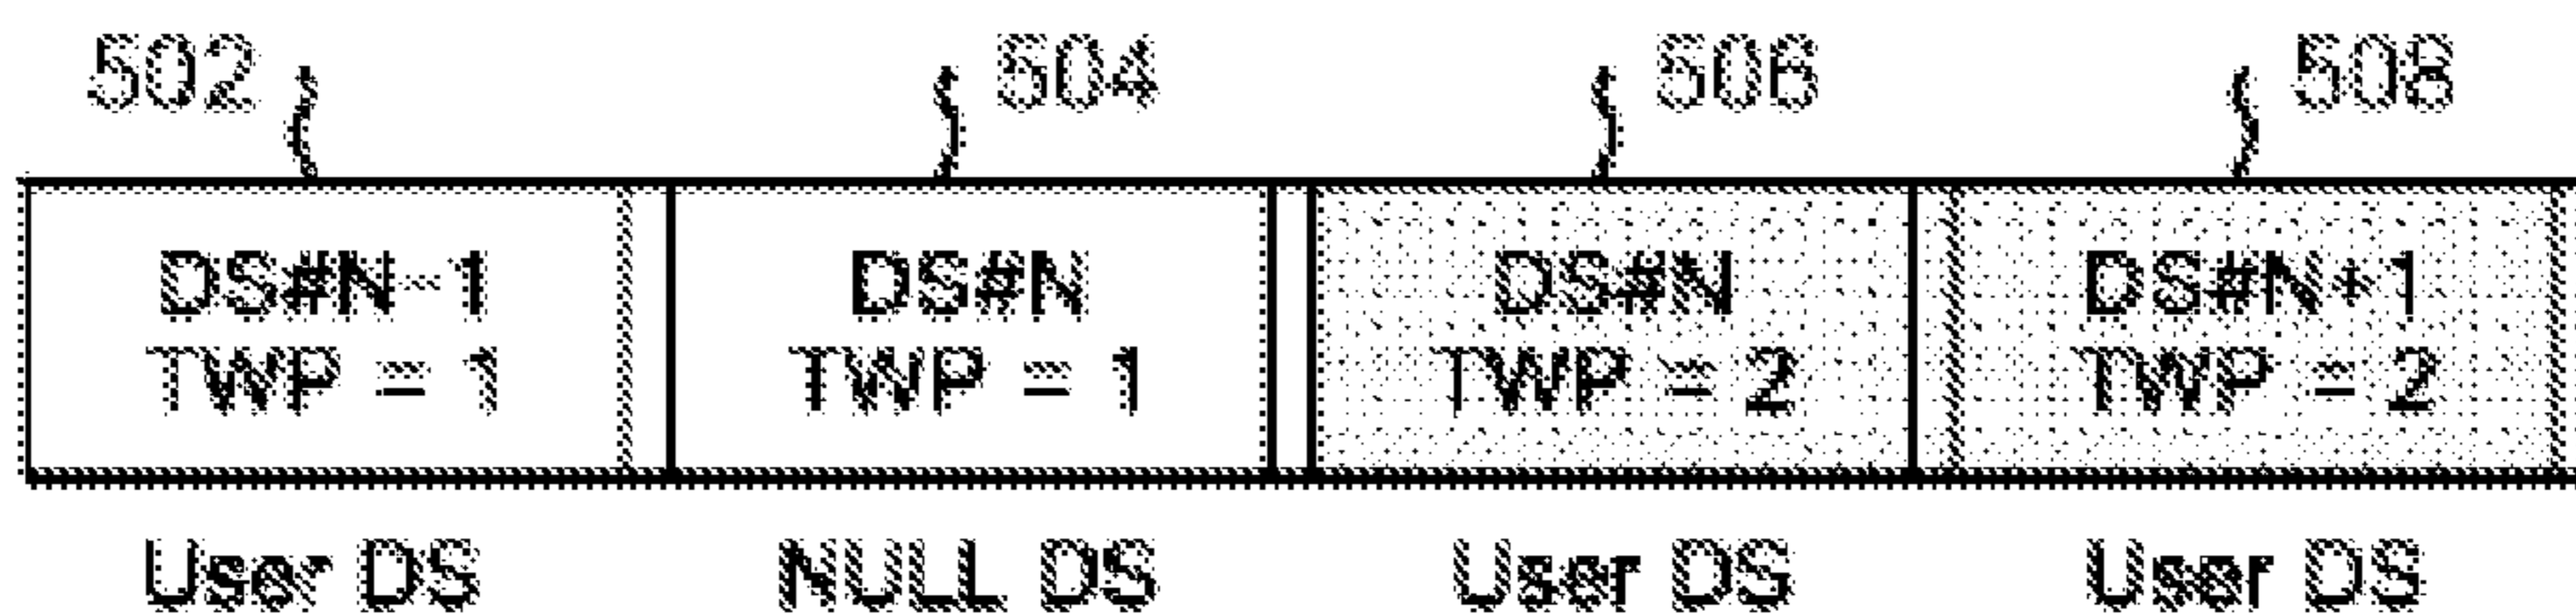 502 504 506 508
DS#N-1 DS#N DS#N DS#N+1
TWP = 1 TWP = 1 TWP = 2 TWP = 2
User DS NULL DS User DS User DS